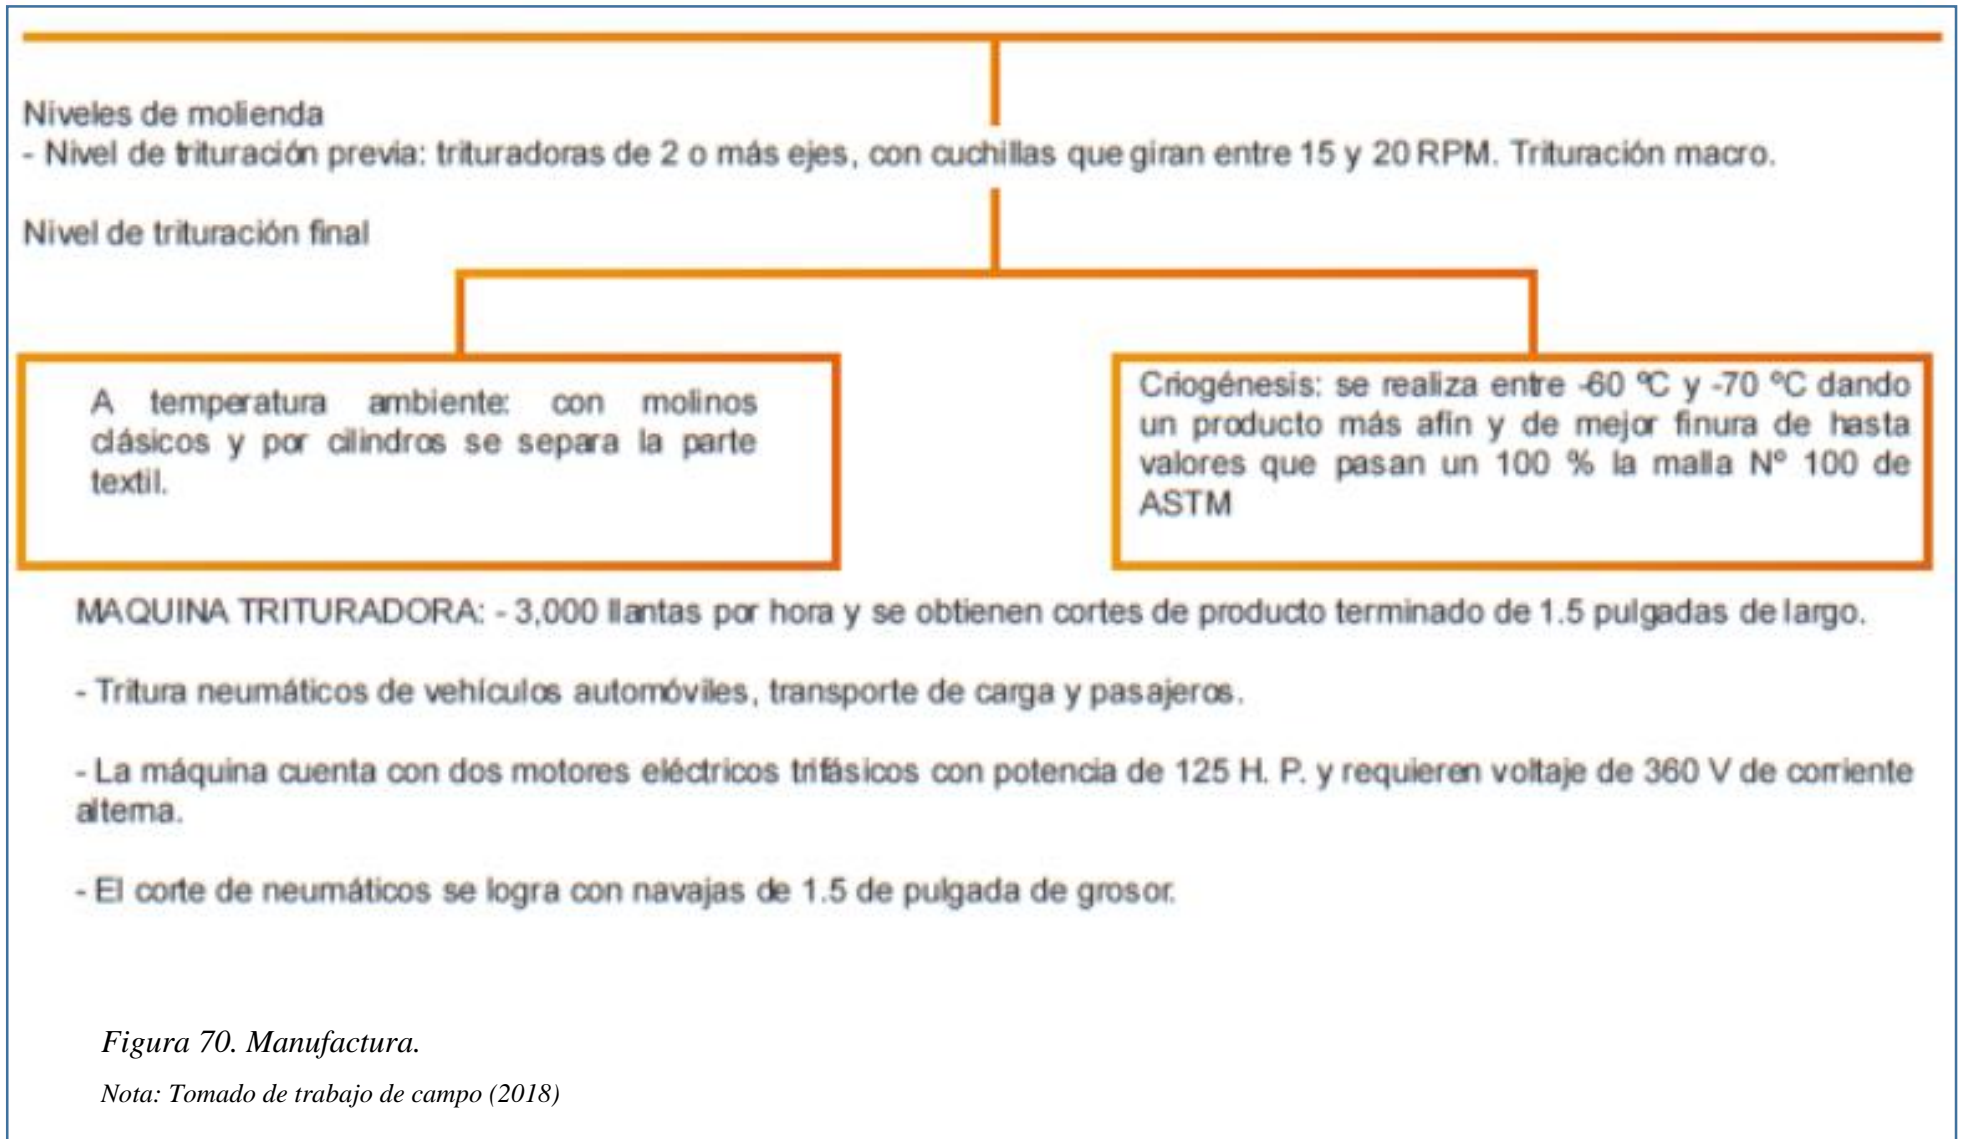 Niveles de molienda
- Nivel de trituración previa: trituradoras de 2 o más ejes, con cuchillas que giran entre 15 y 20 RPM. Trituración macro.
Nivel de trituración final
A temperatura ambiente: con molinos
clásicos y por cilindros se separa la parte
textil.
Criogénesis: se realiza entre -60 ºC y -70 ºC dando
un producto más afin y de mejor finura de hasta
valores que pasan un 100 % la malla Nº 100 de
ASTM
MAQUINA TRITURADORA: - 3,000 llantas por hora y se obtienen cortes de producto terminado de 1.5 pulgadas de largo.
- Tritura neumáticos de vehículos automóviles, transporte de carga y pasajeros.
- La máquina cuenta con dos motores eléctricos trifásicos con potencia de 125 H. P. y requieren voltaje de 360 V de corriente
alterna.
- El corte de neumáticos se logra con navajas de 1.5 de pulgada de grosor.
Figura 70. Manufactura.
Nota: Tomado de trabajo de campo (2018)